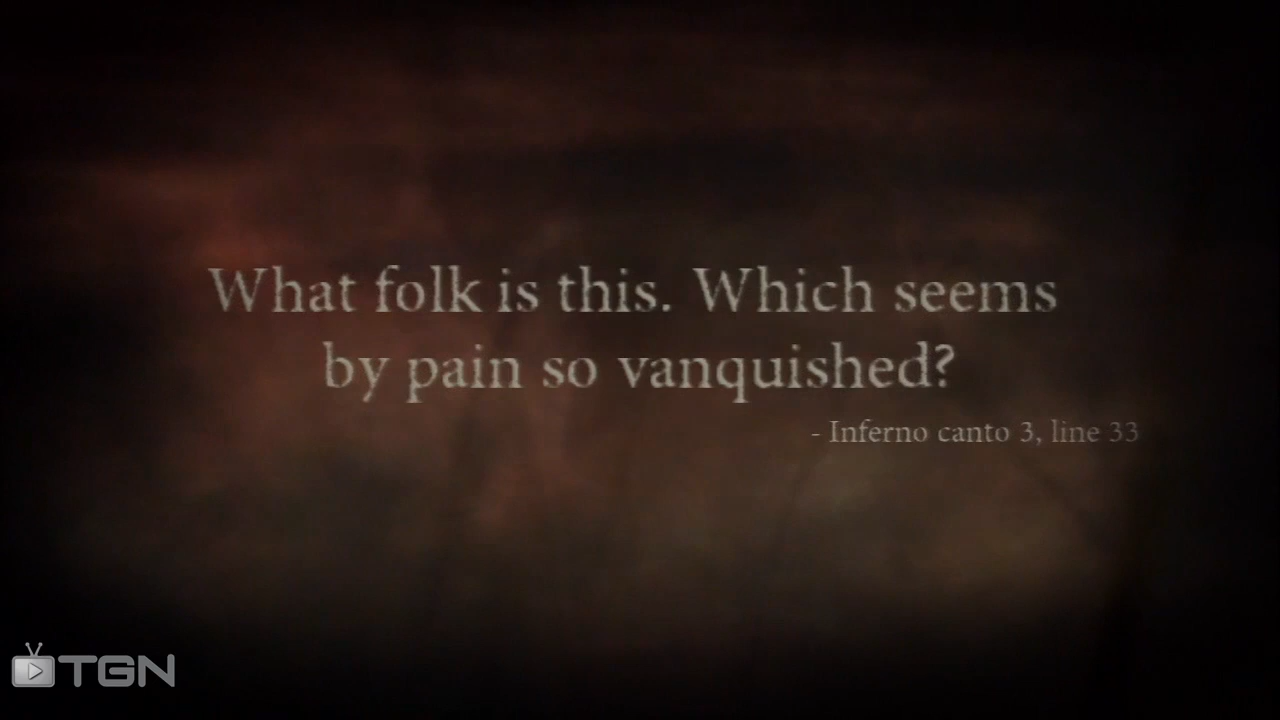 What folk is this. Which seems
by pain so vanquished?
- Inferno canto 3, line 33
TGN